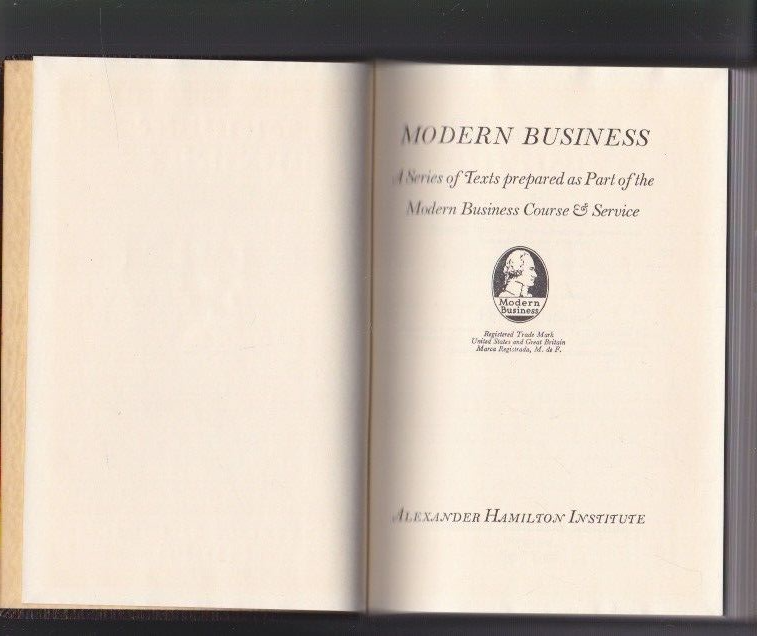 MODERN BUSINESS
A Series of Texts prepared as Part of the
Modern Business Course & Service
Modern
Business
Registered Trade Mark
United States and Great Britain
Marca Registrada, M. de F.
ALEXANDER HAMILTON INSTITUTE